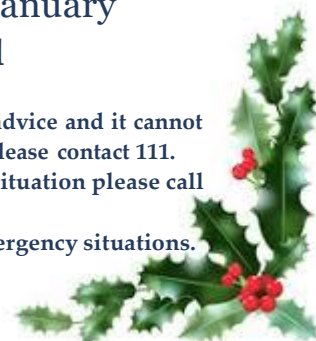 anuary
l
advice and it cannot
lease contact 111.
ituation please call
ergency situations.